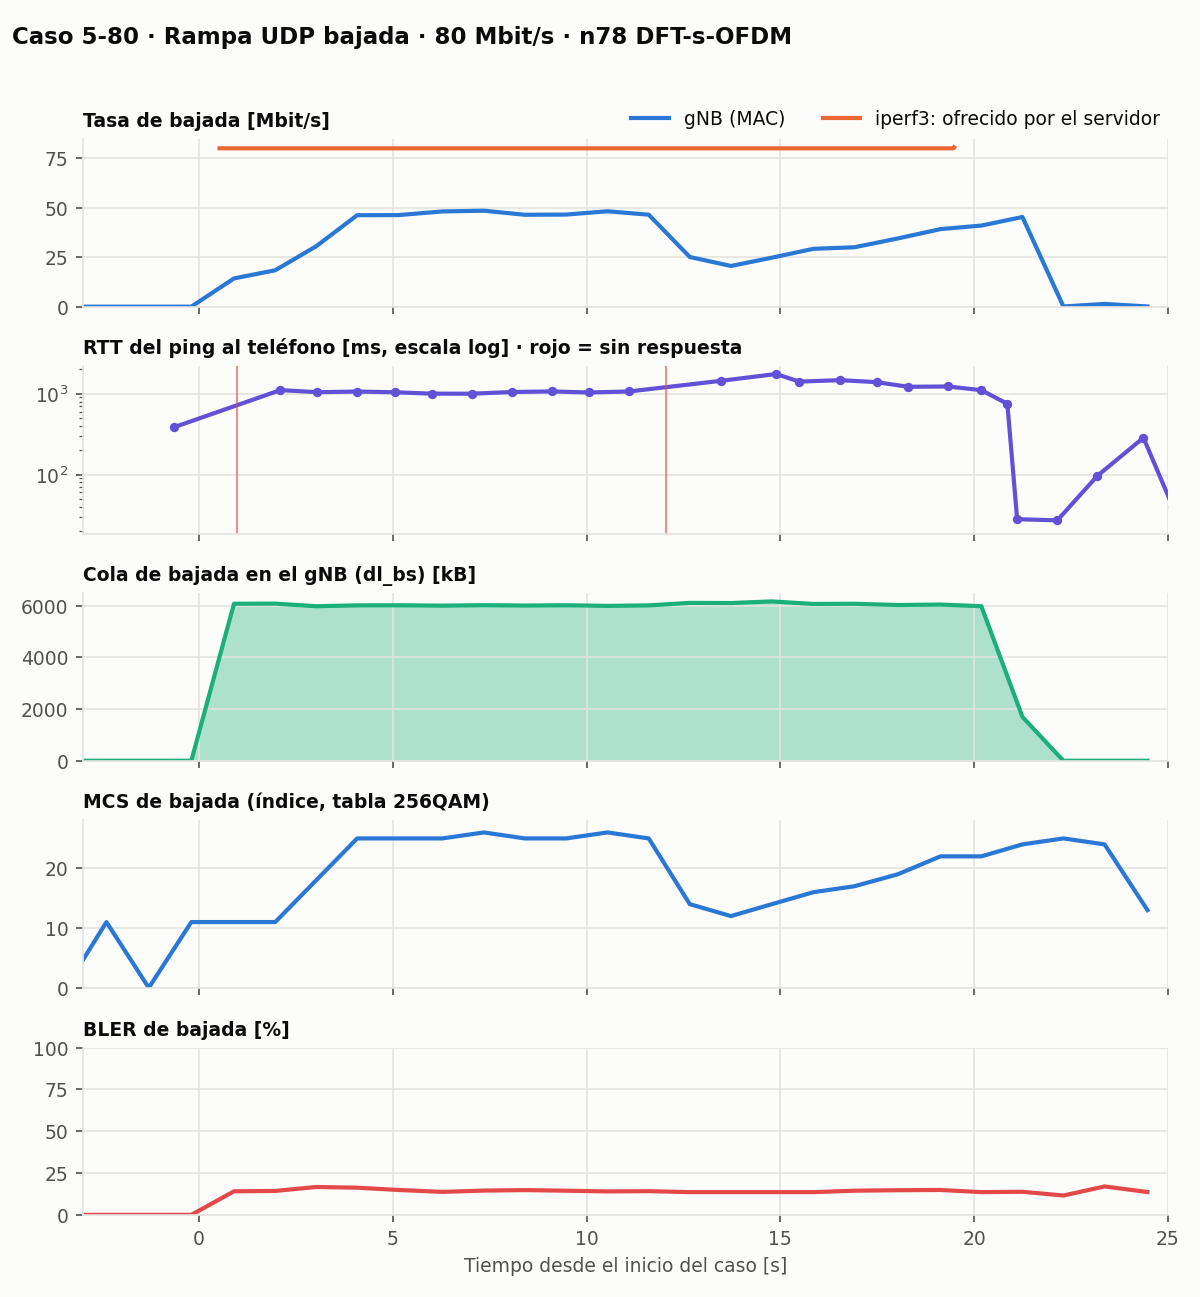 Caso 5-80 · Rampa UDP bajada · 80 Mbit/s · n78 DFT-s-OFDM
Tasa de bajada [Mbit/s]
gNB (MAC)
iperf3: ofrecido por el servidor
75
50
25
0
RTT del ping al teléfono [ms, escala log] · rojo = sin respuesta
10³
10²
Cola de bajada en el gNB (dl_bs) [kB]
6000
4000
2000
0
MCS de bajada (índice, tabla 256QAM)
20
10
0
BLER de bajada [%]
100
75
50
25
0
0 5 10 15 20 25
Tiempo desde el inicio del caso [s]